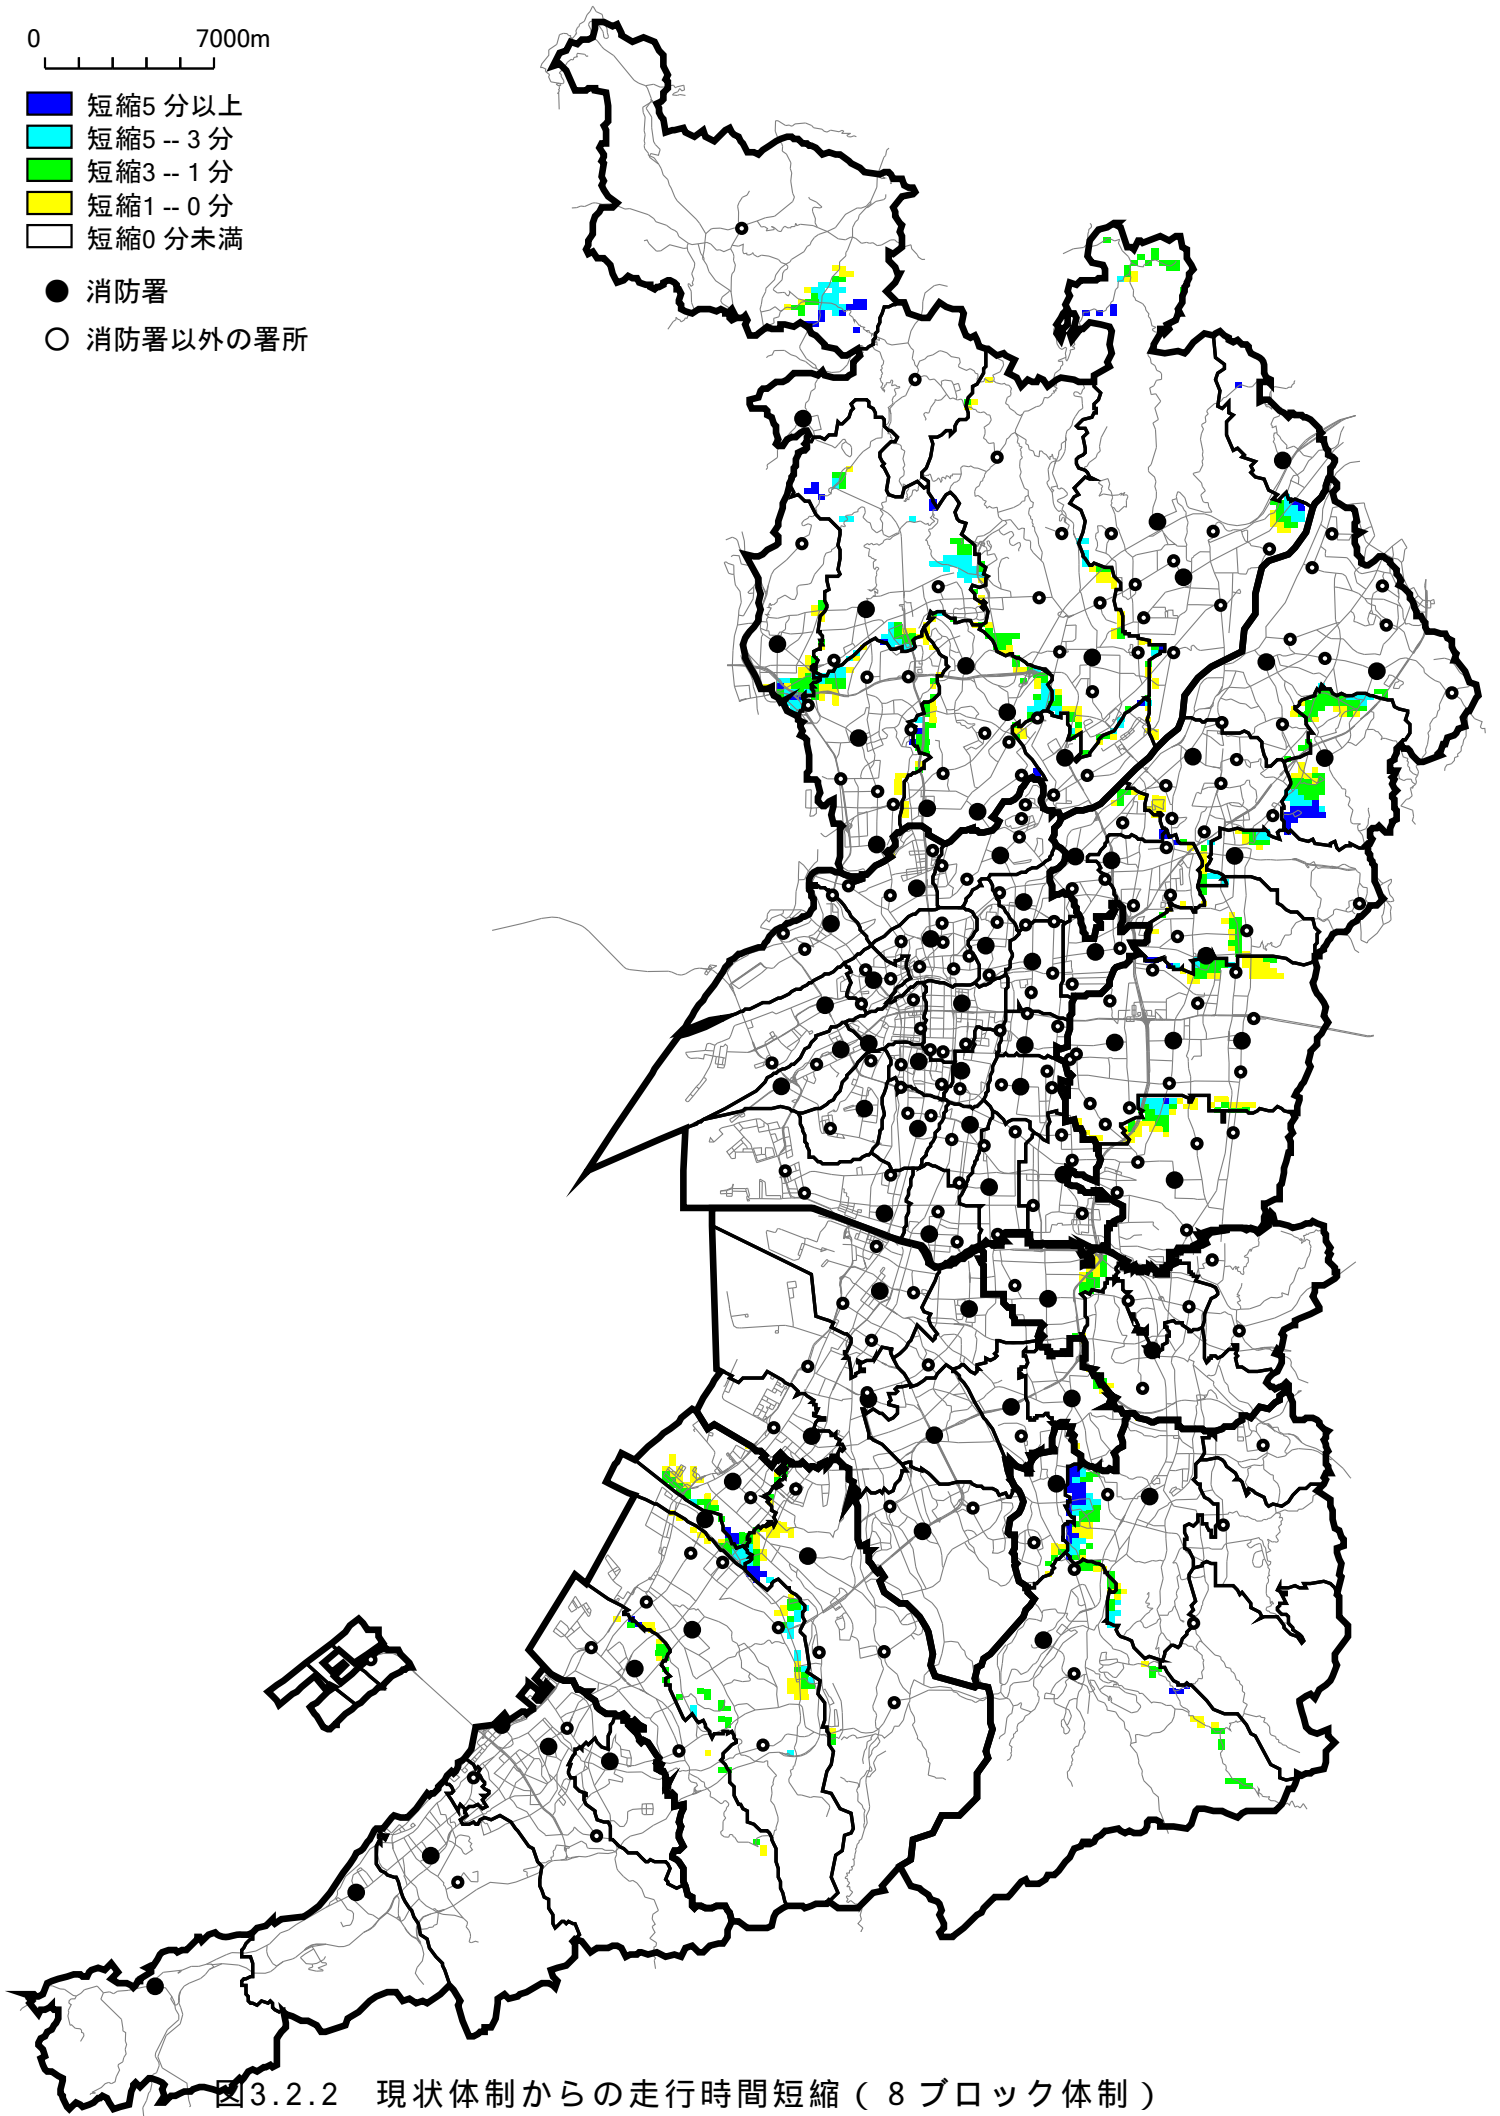 0 7000m
短縮5 分以上
短縮5 -- 3 分
短縮3 -- 1 分
短縮1 -- 0 分
短縮0 分未満
消防署
消防署以外の署所
図3.2.2 現状体制からの走行時間短縮（８ブロック体制）